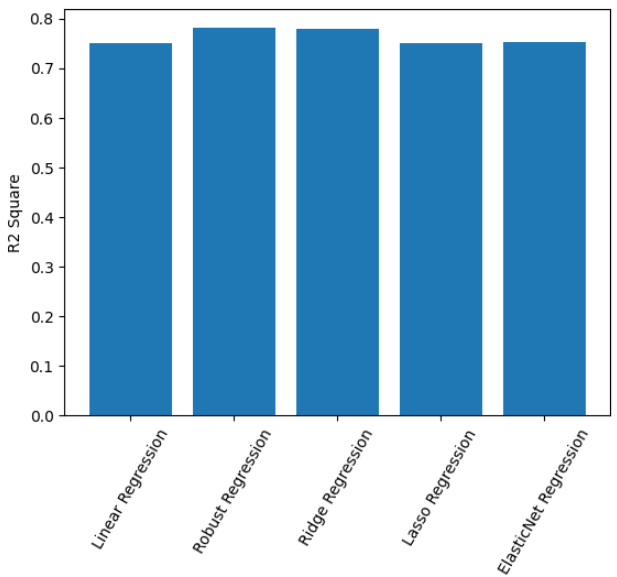 0.8
0.7
0.6
0.5
0.4
0.3
0.2
0.1
0.0
R2 Square
Linear Regression
Robust Regression
Ridge Regression
Lasso Regression
ElasticNet Regression